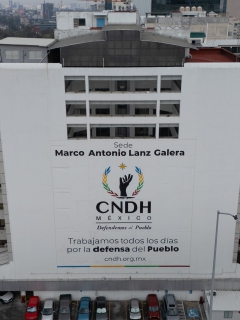 Sede
Marco Antonio Lanz Galera
CNDH
MÉXICO
Defendemos al Pueblo
Trabajamos todos los días
por la defensa del Pueblo
cndh.org.mx